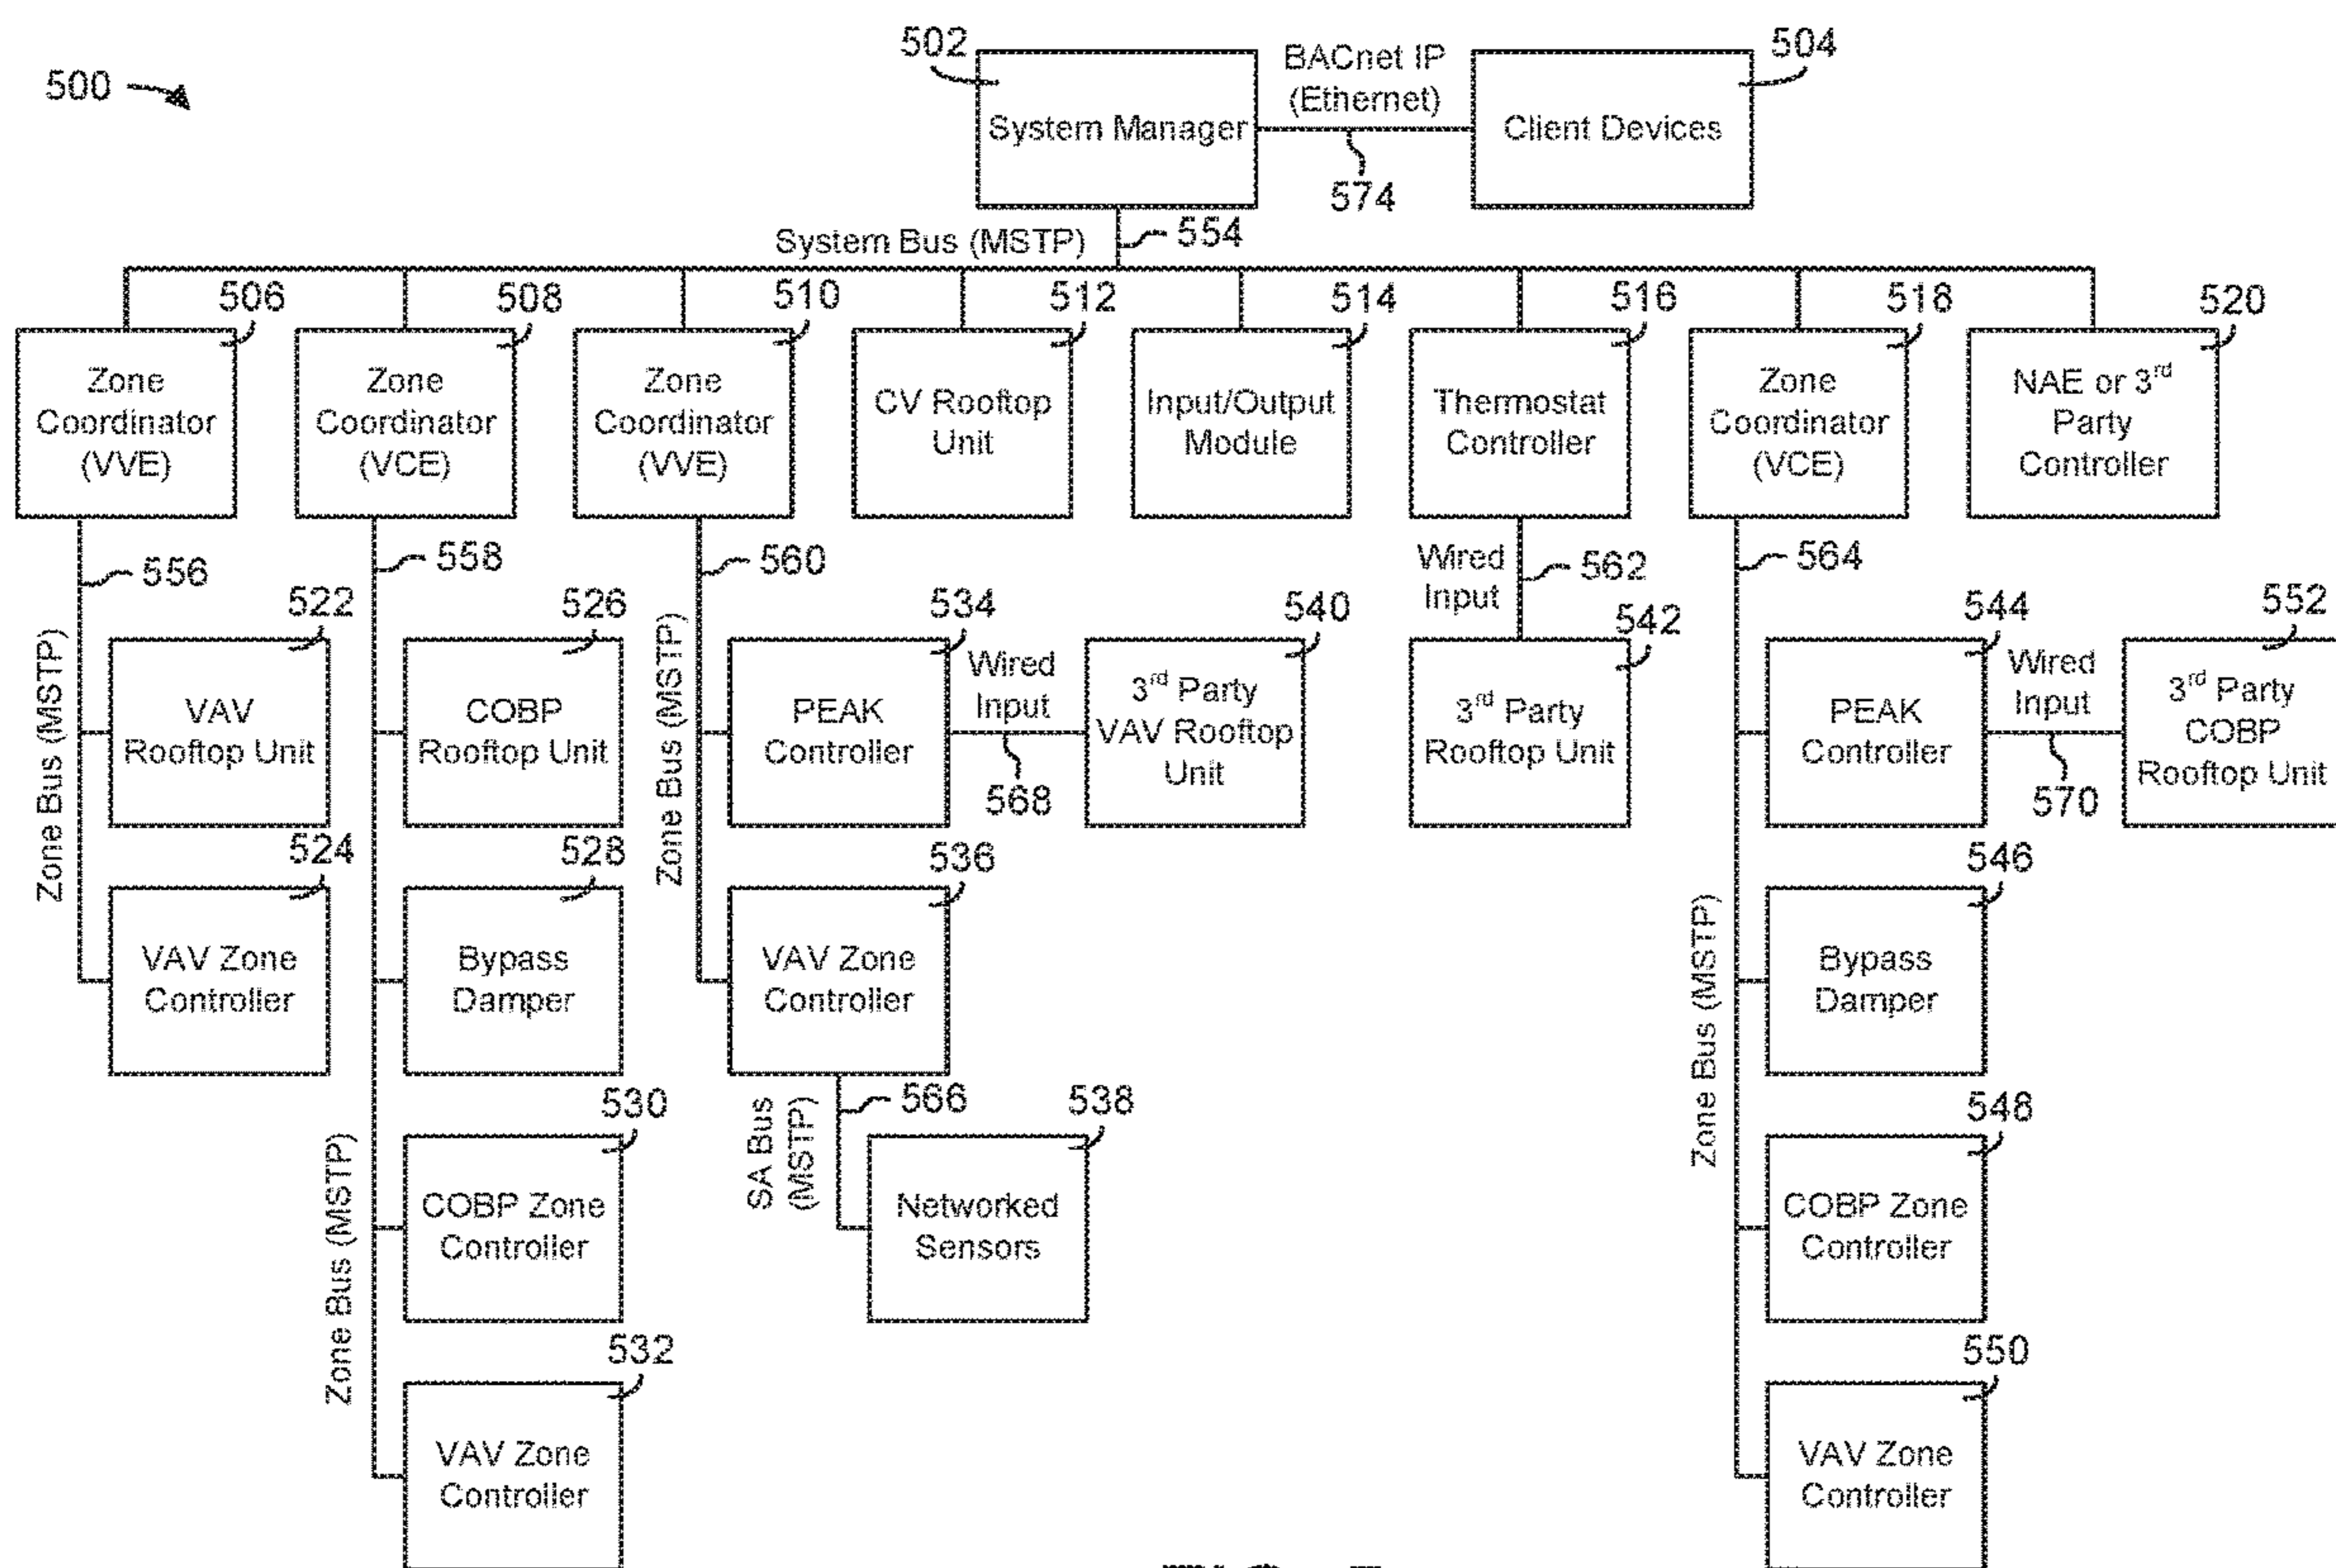 500
502
System Manager
BACnet IP
(Ethernet)
574
504
Client Devices
System Bus (MSTP)
554
506
Zone
Coordinator
(VVE)
508
Zone
Coordinator
(VCE)
510
Zone
Coordinator
(VVE)
512
CV Rooftop
Unit
514
Input/Output
Module
516
Thermostat
Controller
518
Zone
Coordinator
(VCE)
520
NAE or 3rd
Party
Controller
556
Zone Bus (MSTP)
522
VAV
Rooftop Unit
524
VAV Zone
Controller
558
Zone Bus (MSTP)
526
COBP
Rooftop Unit
528
Bypass
Damper
530
COBP Zone
Controller
532
VAV Zone
Controller
560
Zone Bus (MSTP)
534
PEAK
Controller
Wired
Input
568
540
3rd Party
VAV Rooftop
Unit
536
VAV Zone
Controller
566
SA Bus
(MSTP)
538
Networked
Sensors
Wired
Input
562
542
3rd Party
Rooftop Unit
564
Zone Bus (MSTP)
544
PEAK
Controller
Wired
Input
570
552
3rd Party
COBP
Rooftop Unit
546
Bypass
Damper
548
COBP Zone
Controller
550
VAV Zone
Controller